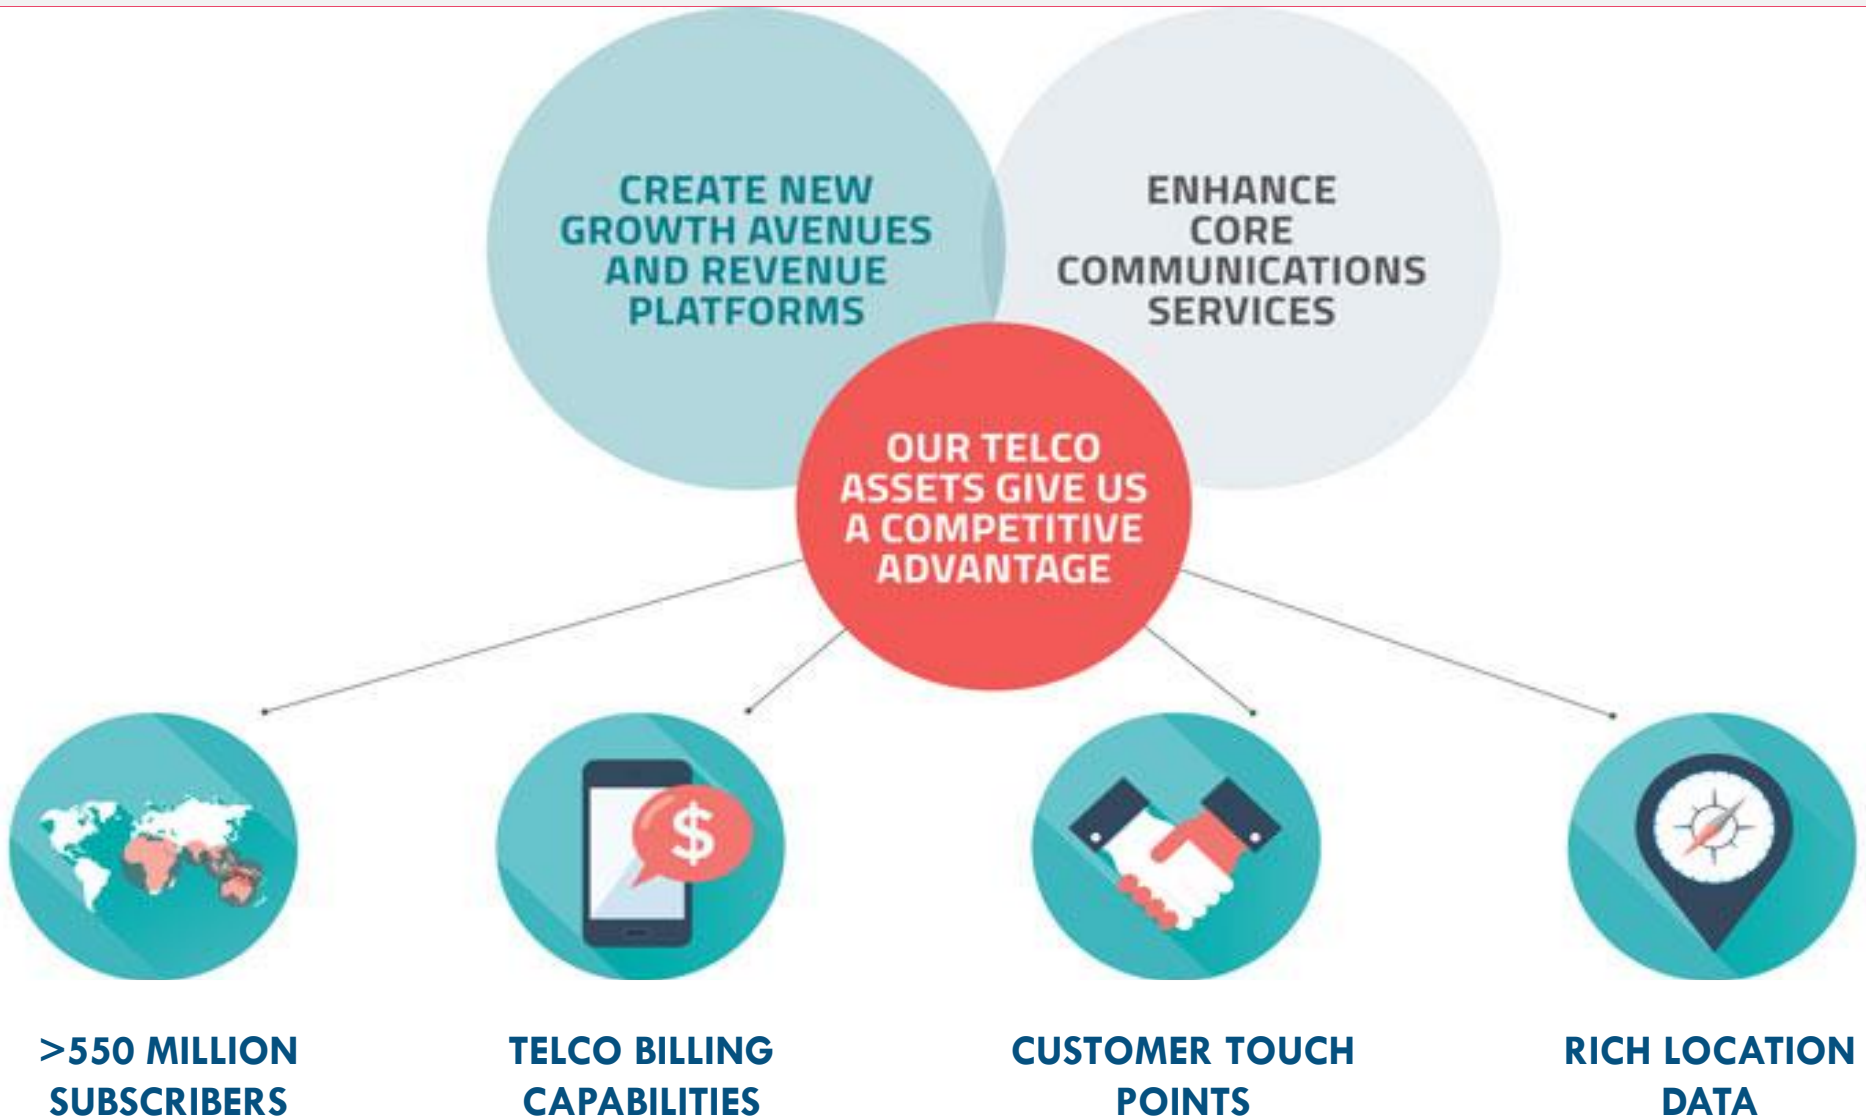 CREATE NEW
GROWTH AVENUES
AND REVENUE
PLATFORMS
ENHANCE
CORE
COMMUNICATIONS
SERVICES
OUR TELCO
ASSETS GIVE US
A COMPETITIVE
ADVANTAGE
$
>550 MILLION
SUBSCRIBERS
TELCO BILLING
CAPABILITIES
CUSTOMER TOUCH
POINTS
RICH LOCATION
DATA